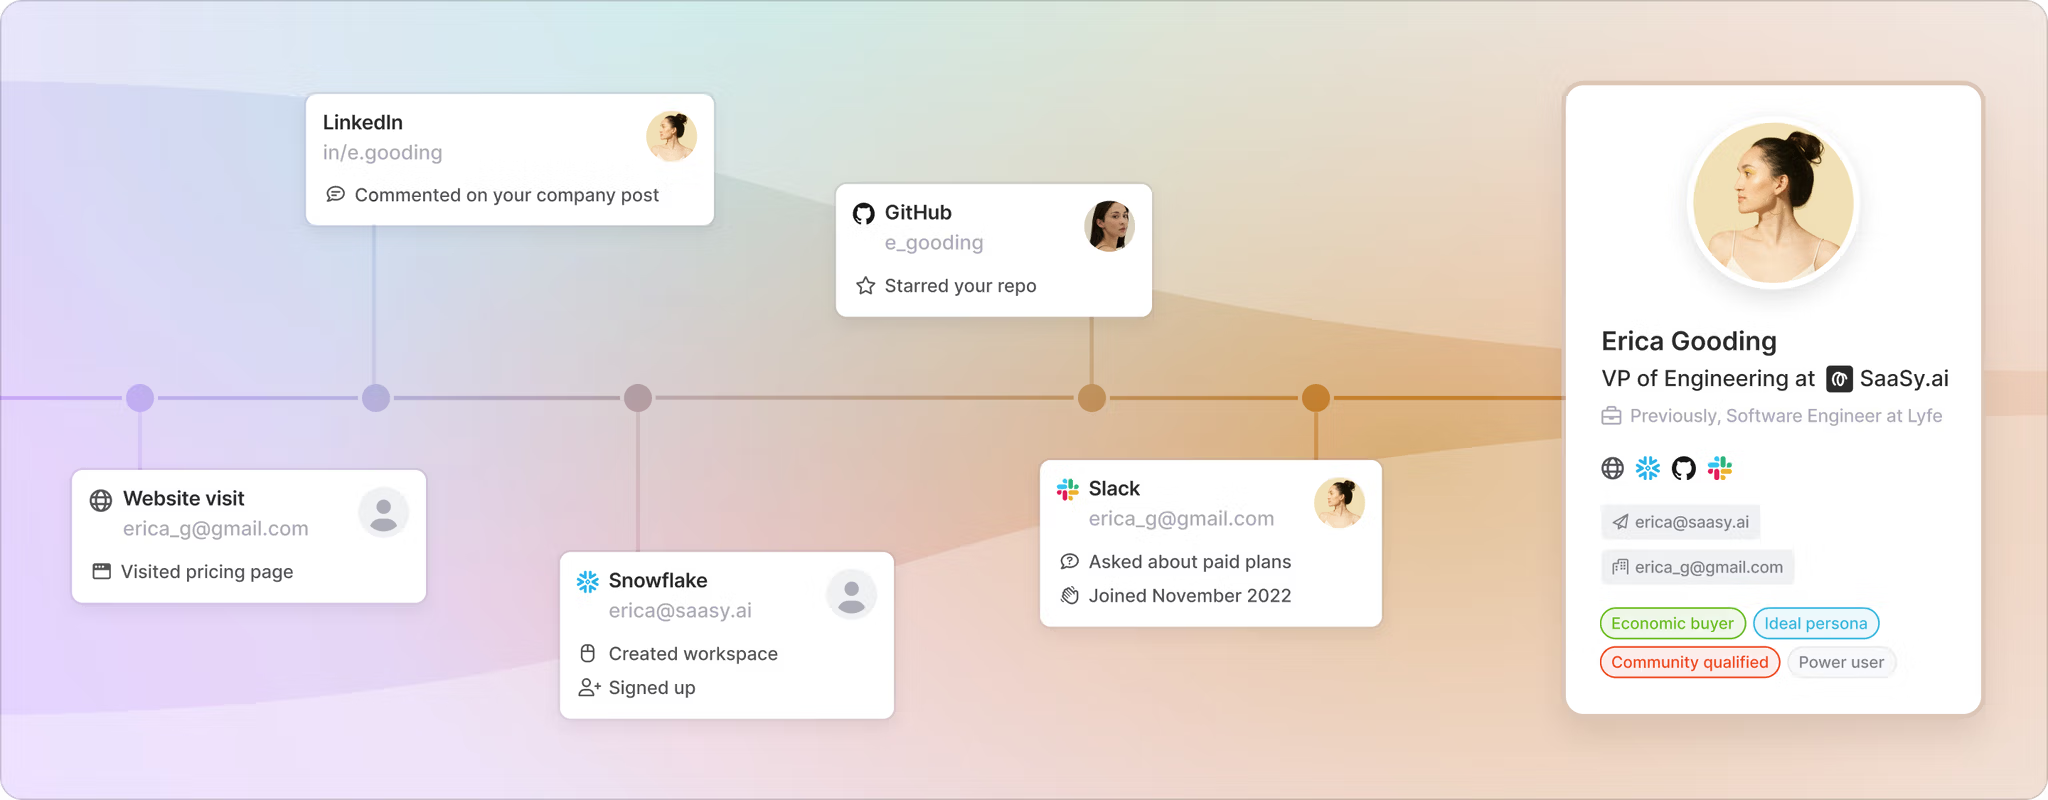 LinkedIn
in/e.gooding
Commented on your company post
GitHub
e_gooding
Starred your repo
Website visit
erica_g@gmail.com
Visited pricing page
Snowflake
erica@saasy.ai
Created workspace
Signed up
Slack
erica_g@gmail.com
Asked about paid plans
Joined November 2022
Erica Gooding
VP of Engineering at SaaSy.ai
Previously, Software Engineer at Lyfe
erica@saasy.ai
erica_g@gmail.com
Economic buyer Ideal persona
Community qualified Power user